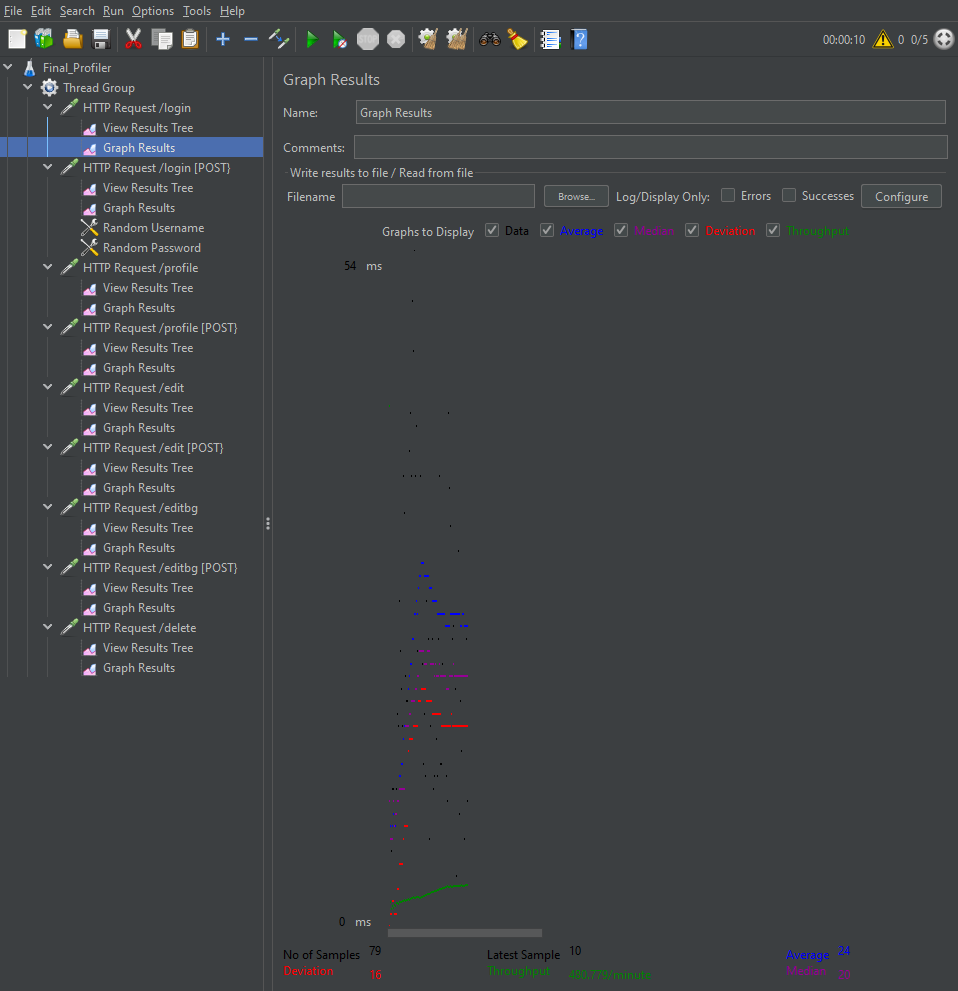 File Edit Search Run Options Tools Help
00:00:10 0 0/5
Final_Profiler
Thread Group
HTTP Request /login
View Results Tree
Graph Results
HTTP Request /login [POST}
View Results Tree
Graph Results
Random Username
Random Password
HTTP Request /profile
View Results Tree
Graph Results
HTTP Request /profile [POST}
View Results Tree
Graph Results
HTTP Request /edit
View Results Tree
Graph Results
HTTP Request /edit [POST}
View Results Tree
Graph Results
HTTP Request /editbg
View Results Tree
Graph Results
HTTP Request /editbg [POST}
View Results Tree
Graph Results
HTTP Request /delete
View Results Tree
Graph Results
Graph Results
Name: Graph Results
Comments:
Write results to file / Read from file
Filename Browse... Log/Display Only: Errors Successes Configure
Graphs to Display Data Average Median Deviation Throughput
54 ms
0 ms
No of Samples 79 Latest Sample 10 Average 24
Deviation 16 Throughput 480.779/minute Median